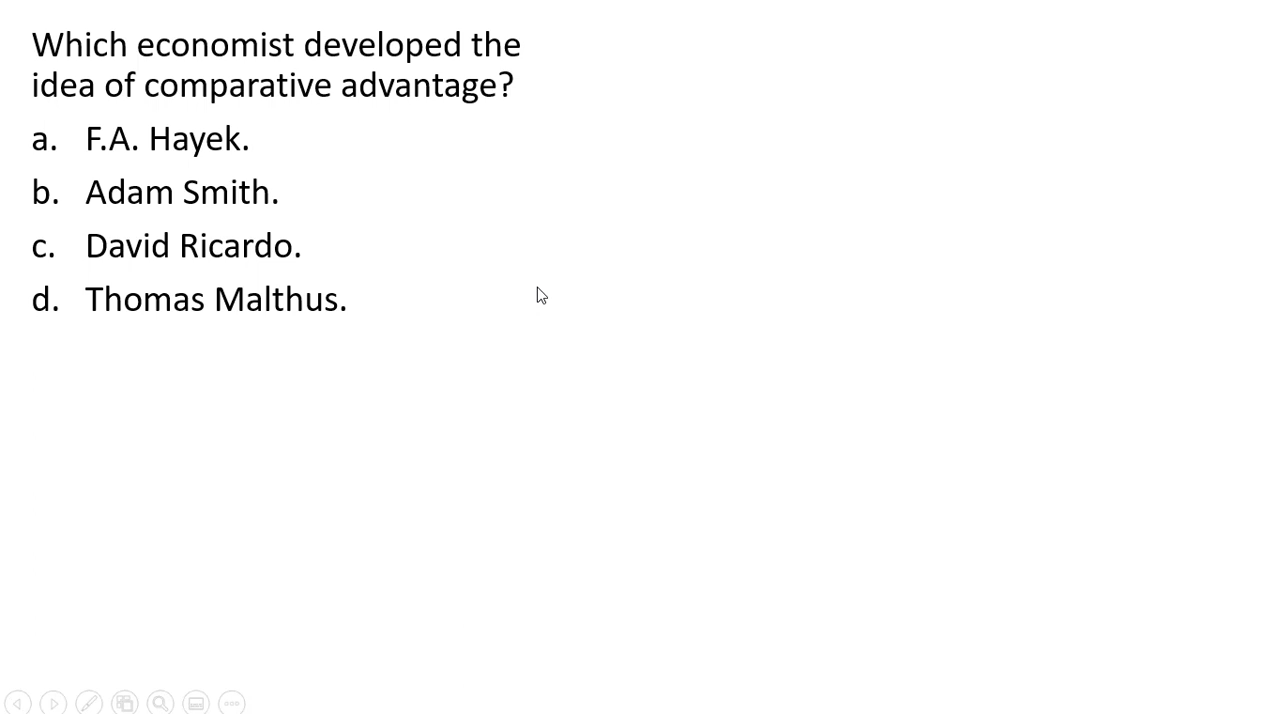 Which economist developed the
idea of comparative advantage?
a. F.A. Hayek.
b. Adam Smith.
c. David Ricardo.
d. Thomas Malthus.